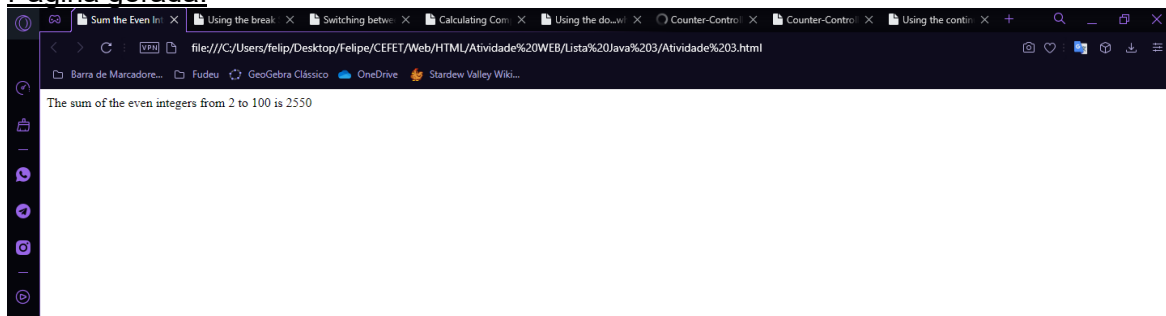 Página gerada:
Sum the Even Int Using the break Switching betwe Calculating Com Using the do...wh Counter-Controll Counter-Controll Using the contin
VPN file:///C:/Users/felip/Desktop/Felipe/CEFET/Web/HTML/Atividade%20WEB/Lista%20Java%203/Atividade%203.html
Barra de Marcadore... Fudeu GeoGebra Clássico OneDrive Stardew Valley Wiki...
The sum of the even integers from 2 to 100 is 2550